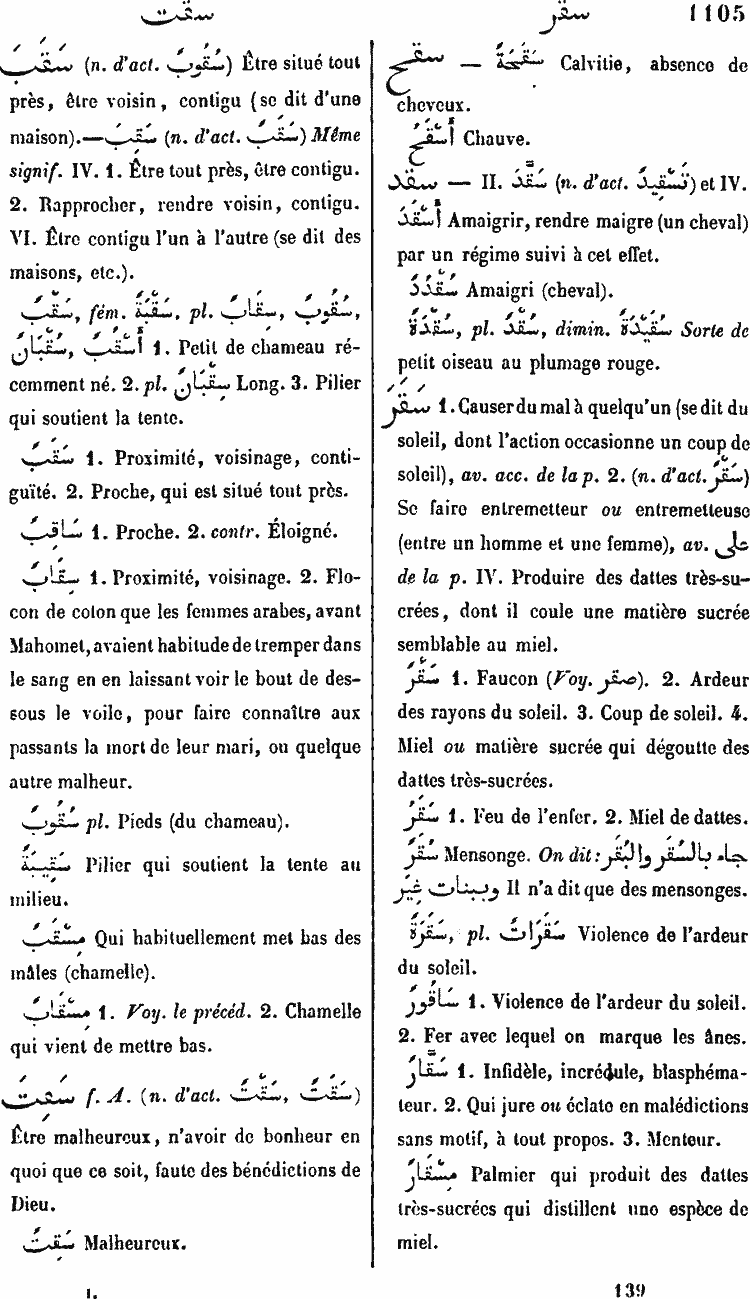 سقت سقر 1105
سَقُبَ (n. d'act. سُقُوبٌ) Être situé tout
près, être voisin, contigu (se dit d'une
maison).—سَقِبَ (n. d'act. سَقَبٌ) Même
signif. IV. 1. Être tout près, être contigu.
2. Rapprocher, rendre voisin, contigu.
VI. Être contigu l'un à l'autre (se dit des
maisons, etc.).
سَقْبٌ, fém. سَقْبَةٌ, pl. سِقَابٌ, سُقُوبٌ,
أَسْقُبٌ, سُقْبَانٌ 1. Petit de chameau ré-
cemment né. 2. pl. سِقْبَانٌ Long. 3. Pilier
qui soutient la tente.
سَقَبٌ 1. Proximité, voisinage, conti-
guïté. 2. Proche, qui est situé tout près.
سَاقِبٌ 1. Proche. 2. contr. Éloigné.
سِقَابٌ 1. Proximité, voisinage. 2. Flo-
con de coton que les femmes arabes, avant
Mahomet, avaient habitude de tremper dans
le sang en en laissant voir le bout de des-
sous le voile, pour faire connaître aux
passants la mort de leur mari, ou quelque
autre malheur.
سُقُوبٌ pl. Pieds (du chameau).
سَقِيبَةٌ Pilier qui soutient la tente au
milieu.
مُسْقِبٌ Qui habituellement met bas des
mâles (chamelle).
مِسْقَابٌ 1. Voy. le précéd. 2. Chamelle
qui vient de mettre bas.
سَقِتَ f. A. (n. d'act. سَقْتٌ, سَقَتٌ)
Être malheureux, n'avoir de bonheur en
quoi que ce soit, faute des bénédictions de
Dieu.
سَقِتٌ Malheureux.
I.
سقح — سَقَحَةٌ Calvitie, absence de
cheveux.
أَسْقَحُ Chauve.
سقد — II. سَقَّدَ (n. d'act. تَسْقِيدٌ) et IV.
أَسْقَدَ Amaigrir, rendre maigre (un cheval)
par un régime suivi à cet effet.
سُقْدَدٌ Amaigri (cheval).
سُقْدَةٌ, pl. سُقَدٌ, dimin. سُقَيْدَةٌ Sorte de
petit oiseau au plumage rouge.
سَقَرَ 1. Causer du mal à quelqu'un (se dit du
soleil, dont l'action occasionne un coup de
soleil), av. acc. de la p. 2. (n. d'act. سَقْرٌ)
Se faire entremetteur ou entremetteuse
(entre un homme et une femme), av. على
de la p. IV. Produire des dattes très-su-
crées, dont il coule une matière sucrée
semblable au miel.
سَقْرٌ 1. Faucon (Voy. صقر). 2. Ardeur
des rayons du soleil. 3. Coup de soleil. 4.
Miel ou matière sucrée qui dégoutte des
dattes très-sucrées.
سَقَرُ 1. Feu de l'enfer. 2. Miel de dattes.
سُقَرٌ Mensonge. On dit: جاء بالسُّقَر والبُقَر
وببنات غَيْر Il n'a dit que des mensonges.
سَقَرَةٌ, pl. سَقَرَاتٌ Violence de l'ardeur
du soleil.
سَاقُورٌ 1. Violence de l'ardeur du soleil.
2. Fer avec lequel on marque les ânes.
سَقَّارٌ 1. Infidèle, incrédule, blasphéma-
teur. 2. Qui jure ou éclate en malédictions
sans motif, à tout propos. 3. Menteur.
مِسْقَارٌ Palmier qui produit des dattes
très-sucrées qui distillent une espèce de
miel.
139